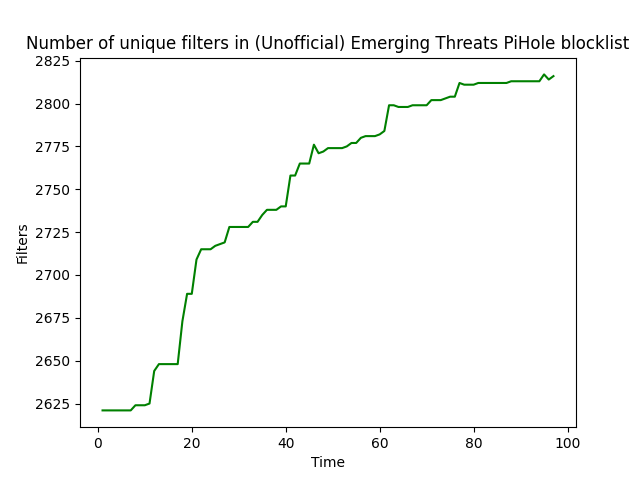 Number of unique filters in (Unofficial) Emerging Threats PiHole blocklist
2825
2800
2775
2750
2725
2700
2675
2650
2625
Filters
0 20 40 60 80 100
Time